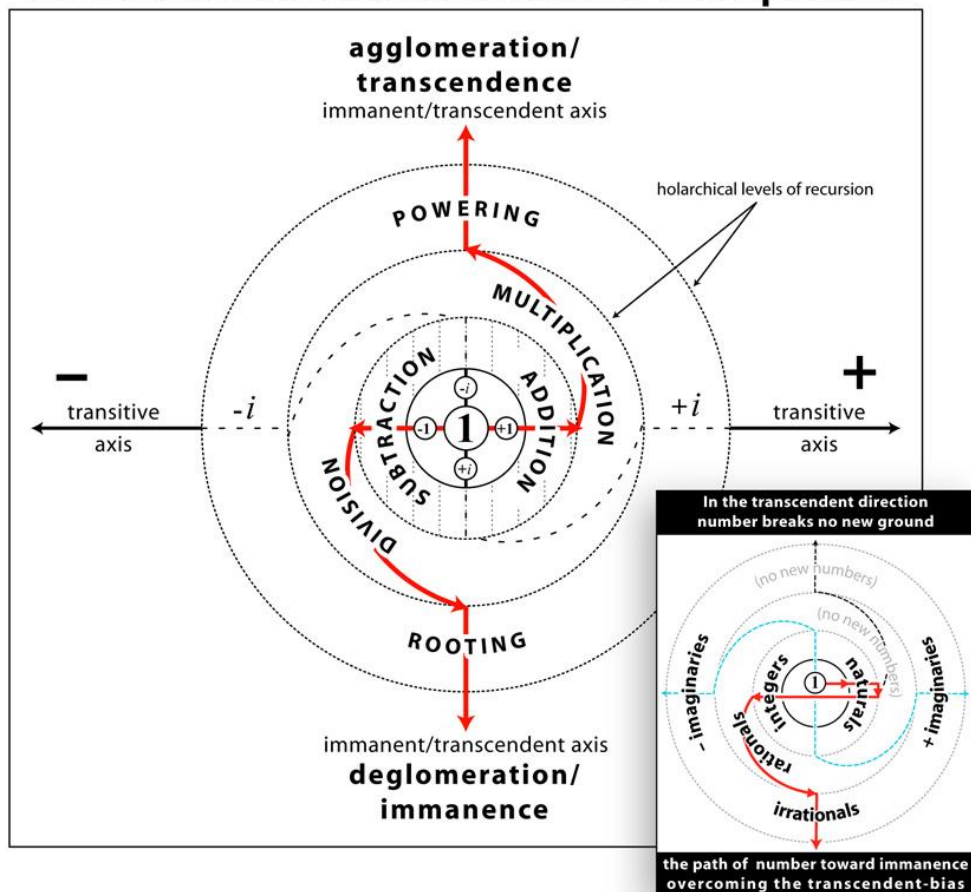 agglomeration/
transcendence
immanent/transcendent axis
holarchical levels of recursion
POWERING
MULTIPLICATION
SUBTRACTION
ADDITION
-i
-1
1
+1
+i
−
transitive
axis
-i
+i
+
transitive
axis
DIVISION
ROOTING
immanent/transcendent axis
deglomeration/
immanence
In the transcendent direction
number breaks no new ground
(no new numbers)
(no new numbers)
– imaginaries
integers
1
naturals
+ imaginaries
rationals
irrationals
the path of number toward immanence
overcoming the transcendent-bias